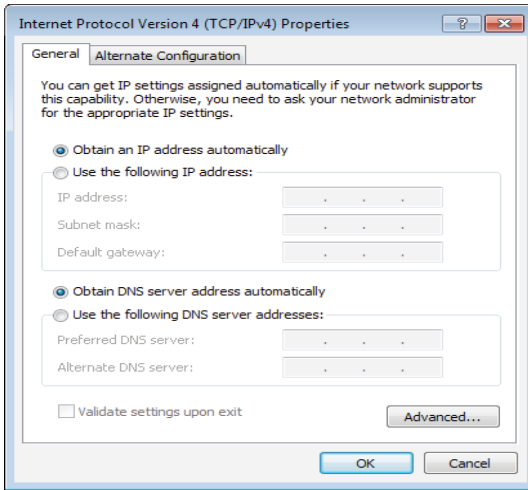 Internet Protocol Version 4 (TCP/IPv4) Properties
?
General
Alternate Configuration
You can get IP settings assigned automatically if your network supports
this capability. Otherwise, you need to ask your network administrator
for the appropriate IP settings.
Obtain an IP address automatically
Use the following IP address:
IP address:
Subnet mask:
Default gateway:
Obtain DNS server address automatically
Use the following DNS server addresses:
Preferred DNS server:
Alternate DNS server:
Validate settings upon exit
Advanced...
OK
Cancel